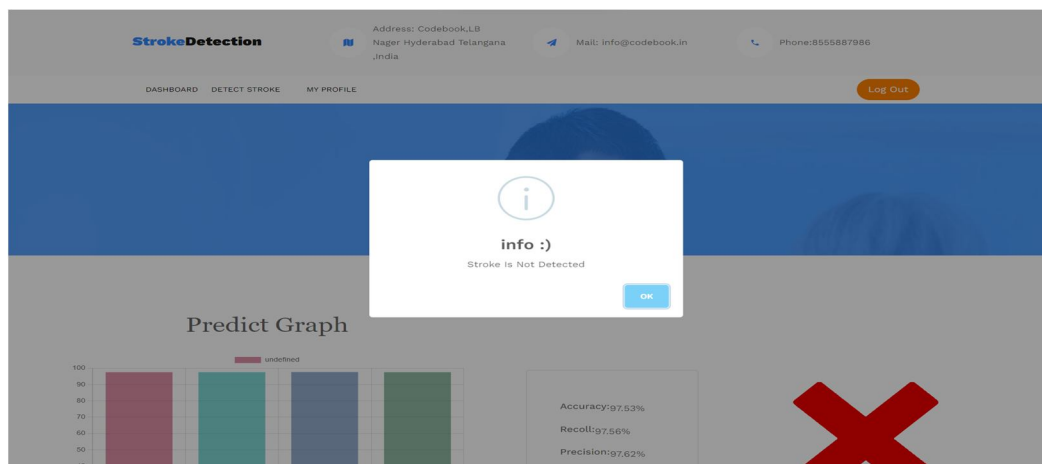 StrokeDetection
Address: Codebook,LB
Nager Hyderabad Telangana
,India
Mail: info@codebook.in
Phone:8555887986
DASHBOARD DETECT STROKE MY PROFILE
Log Out
i
info :)
Stroke Is Not Detected
OK
Predict Graph
undefined
100
90
80
70
60
50
Accuracy:97.53%
Recoll:97.56%
Precision:97.62%